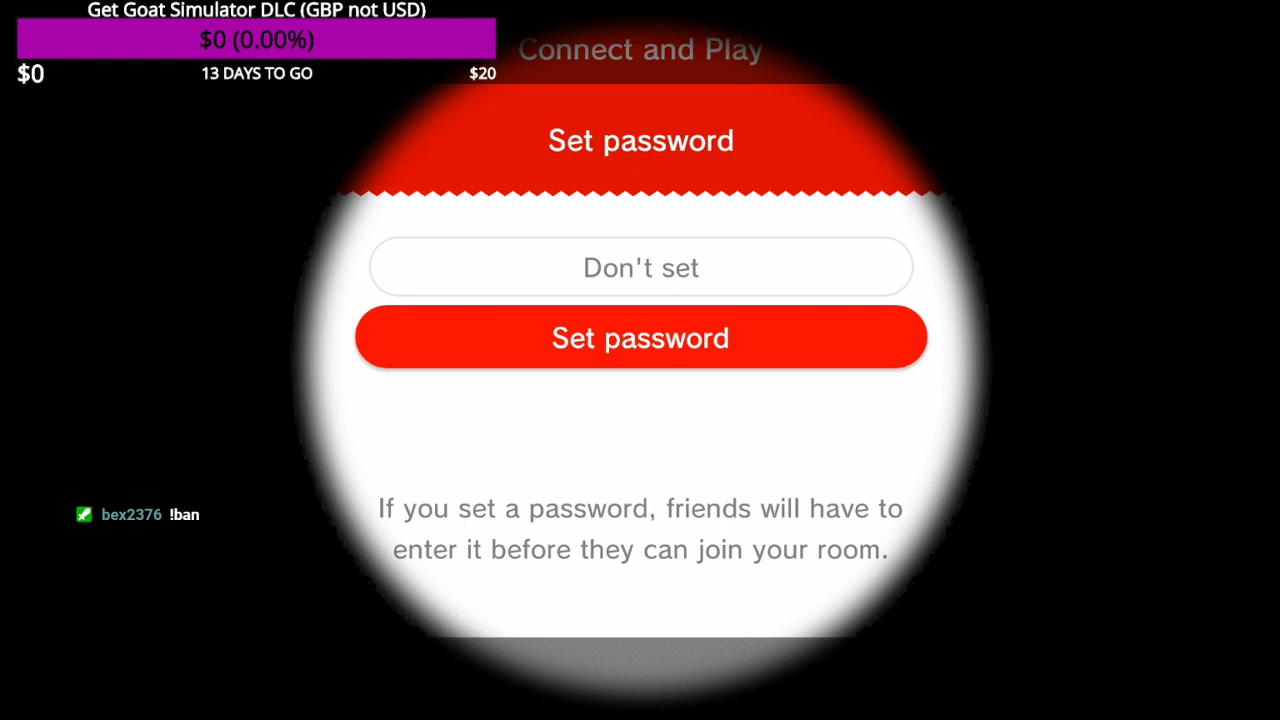 Get Goat Simulator DLC (GBP not USD)
$0 (0.00%)
$0 13 DAYS TO GO $20
Connect and Play
Set password
Don't set
Set password
If you set a password, friends will have to
enter it before they can join your room.
bex2376 !ban